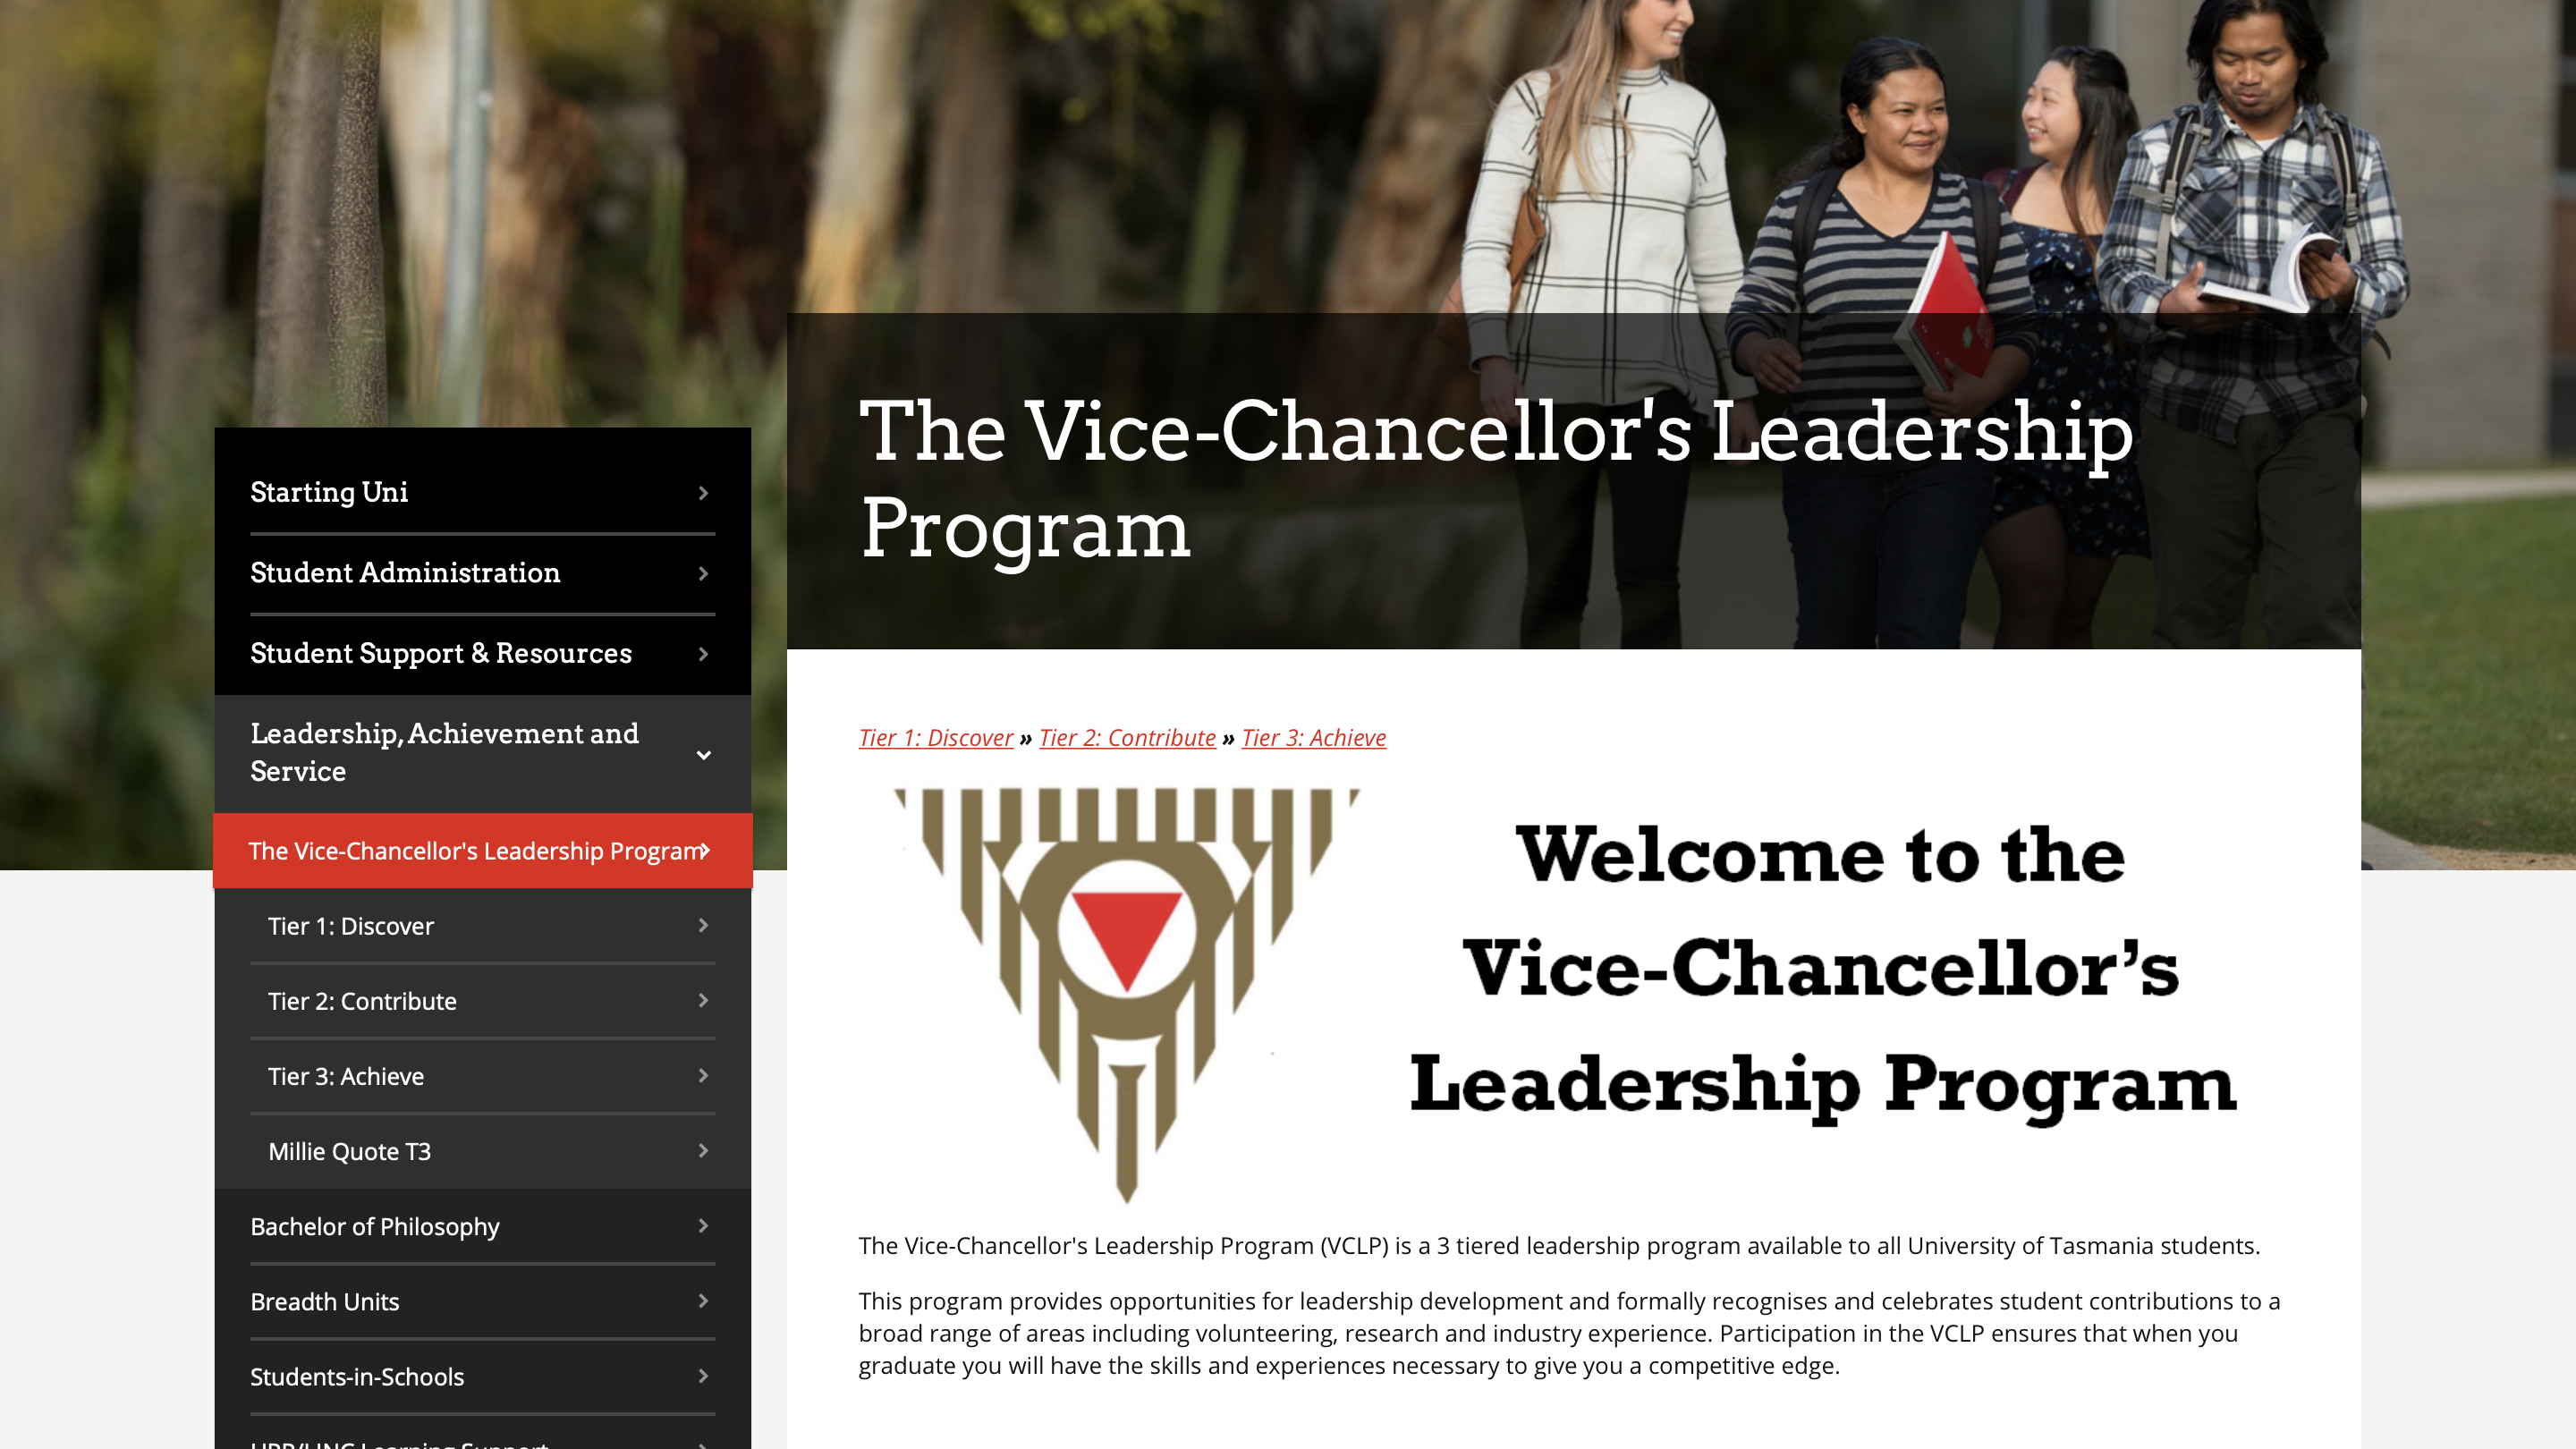 The Vice-Chancellor's Leadership
Program
Starting Uni
Student Administration
Student Support & Resources
Leadership, Achievement and
Service
The Vice-Chancellor's Leadership Program
Tier 1: Discover
Tier 2: Contribute
Tier 3: Achieve
Millie Quote T3
Bachelor of Philosophy
Breadth Units
Students-in-Schools
Tier 1: Discover » Tier 2: Contribute » Tier 3: Achieve
Welcome to the
Vice-Chancellor’s
Leadership Program
The Vice-Chancellor's Leadership Program (VCLP) is a 3 tiered leadership program available to all University of Tasmania students.
This program provides opportunities for leadership development and formally recognises and celebrates student contributions to a
broad range of areas including volunteering, research and industry experience. Participation in the VCLP ensures that when you
graduate you will have the skills and experiences necessary to give you a competitive edge.